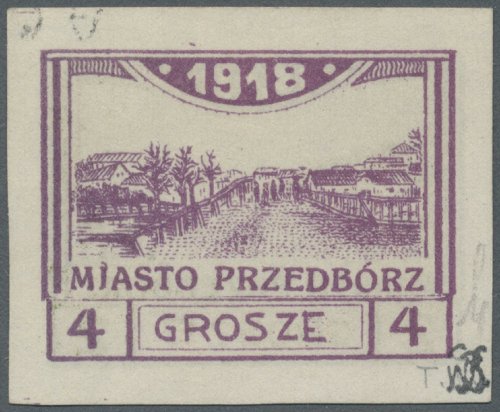 · 1918 ·
MIASTO PRZEDBÓRZ
4 GROSZE 4